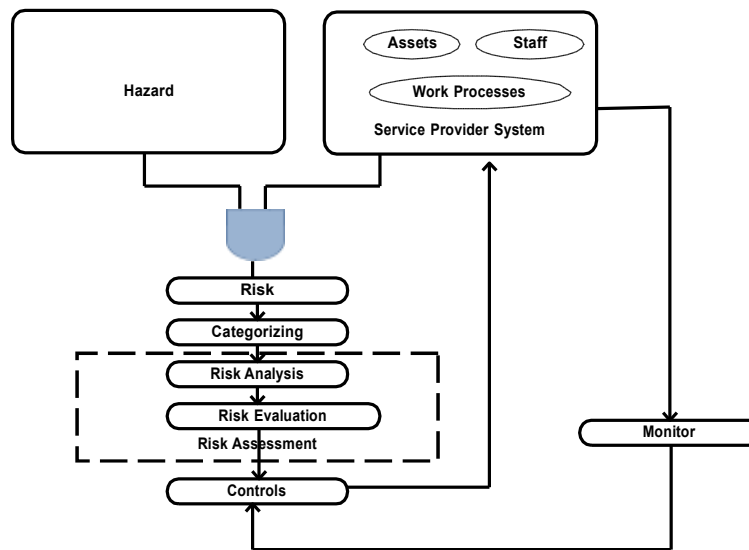 Assets
Staff
Hazard
Work Processes
Service Provider System
Risk
Categorizing
Risk Analysis
Risk Evaluation
Risk Assessment
Monitor
Controls